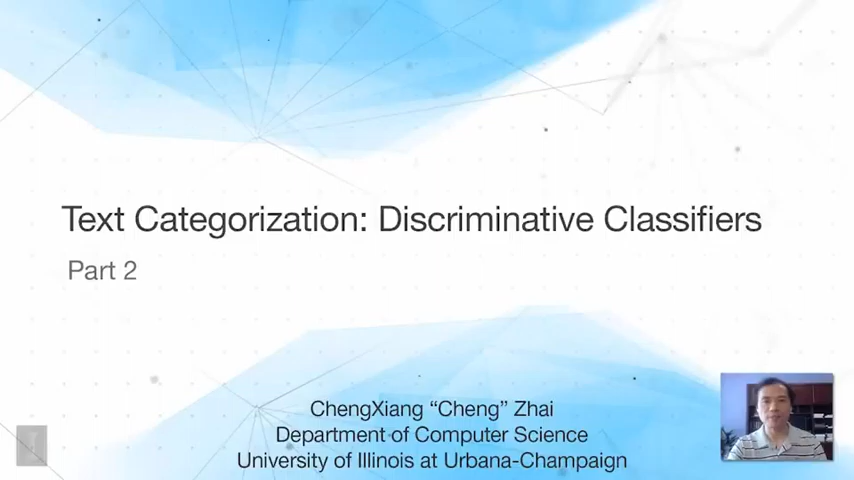 Text Categorization: Discriminative Classifiers
Part 2
ChengXiang “Cheng” Zhai
Department of Computer Science
University of Illinois at Urbana-Champaign